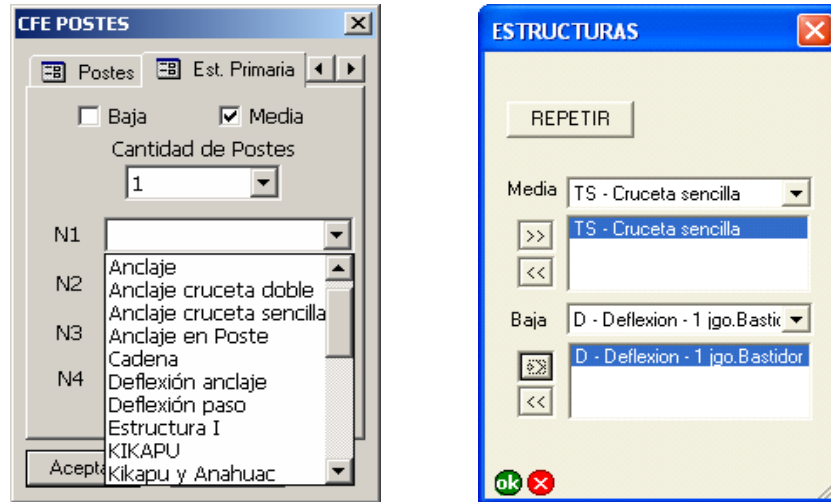 CFE POSTES
Postes Est. Primaria
Baja Media
Cantidad de Postes
1
N1
Anclaje
N2 Anclaje cruceta doble
Anclaje cruceta sencilla
N3 Anclaje en Poste
Cadena
N4 Deflexión anclaje
Deflexión paso
Estructura I
KIKAPU
Kikapu y Anahuac
ESTRUCTURAS
REPETIR
Media TS - Cruceta sencilla
>> TS - Cruceta sencilla
<<
Baja D - Deflexion - 1 jgo.Bastic
>> D - Deflexion - 1 jgo.Bastidor
<<
ok